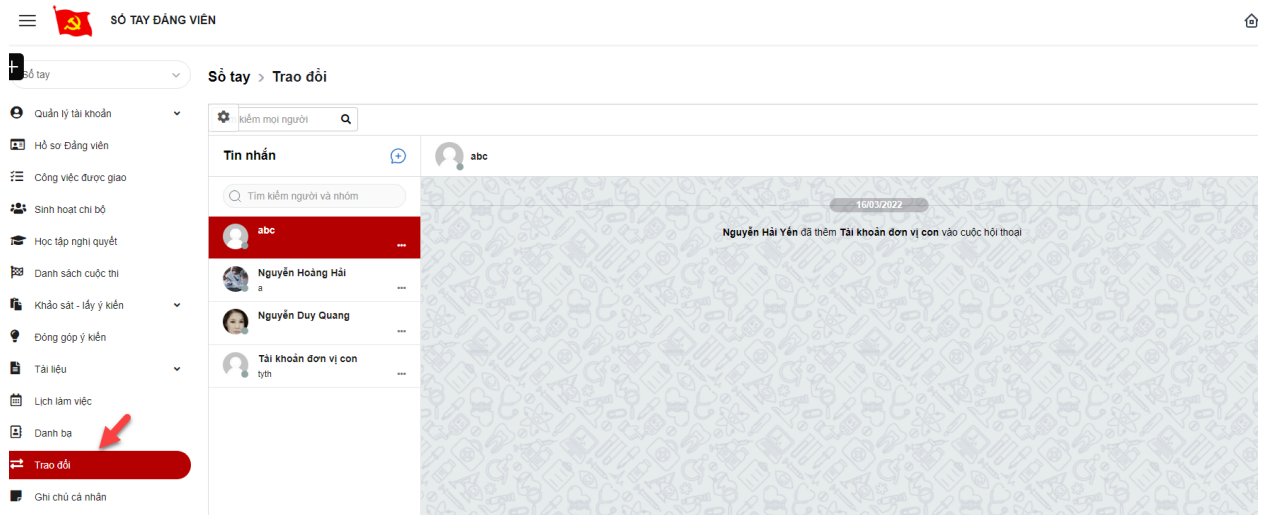 SỔ TAY ĐẢNG VIÊN
Sổ tay
Quản lý tài khoản
Hồ sơ Đảng viên
Công việc được giao
Sinh hoạt chi bộ
Học tập nghị quyết
Danh sách cuộc thi
Khảo sát - lấy ý kiến
Đóng góp ý kiến
Tài liệu
Lịch làm việc
Danh bạ
Trao đổi
Ghi chú cá nhân
Sổ tay > Trao đổi
kiếm mọi người
Tin nhắn
Tìm kiếm người và nhóm
abc
Nguyễn Hoàng Hải
a
Nguyễn Duy Quang
Tài khoản đơn vị con
tyth
abc
16/03/2022
Nguyễn Hải Yến đã thêm Tài khoản đơn vị con vào cuộc hội thoại